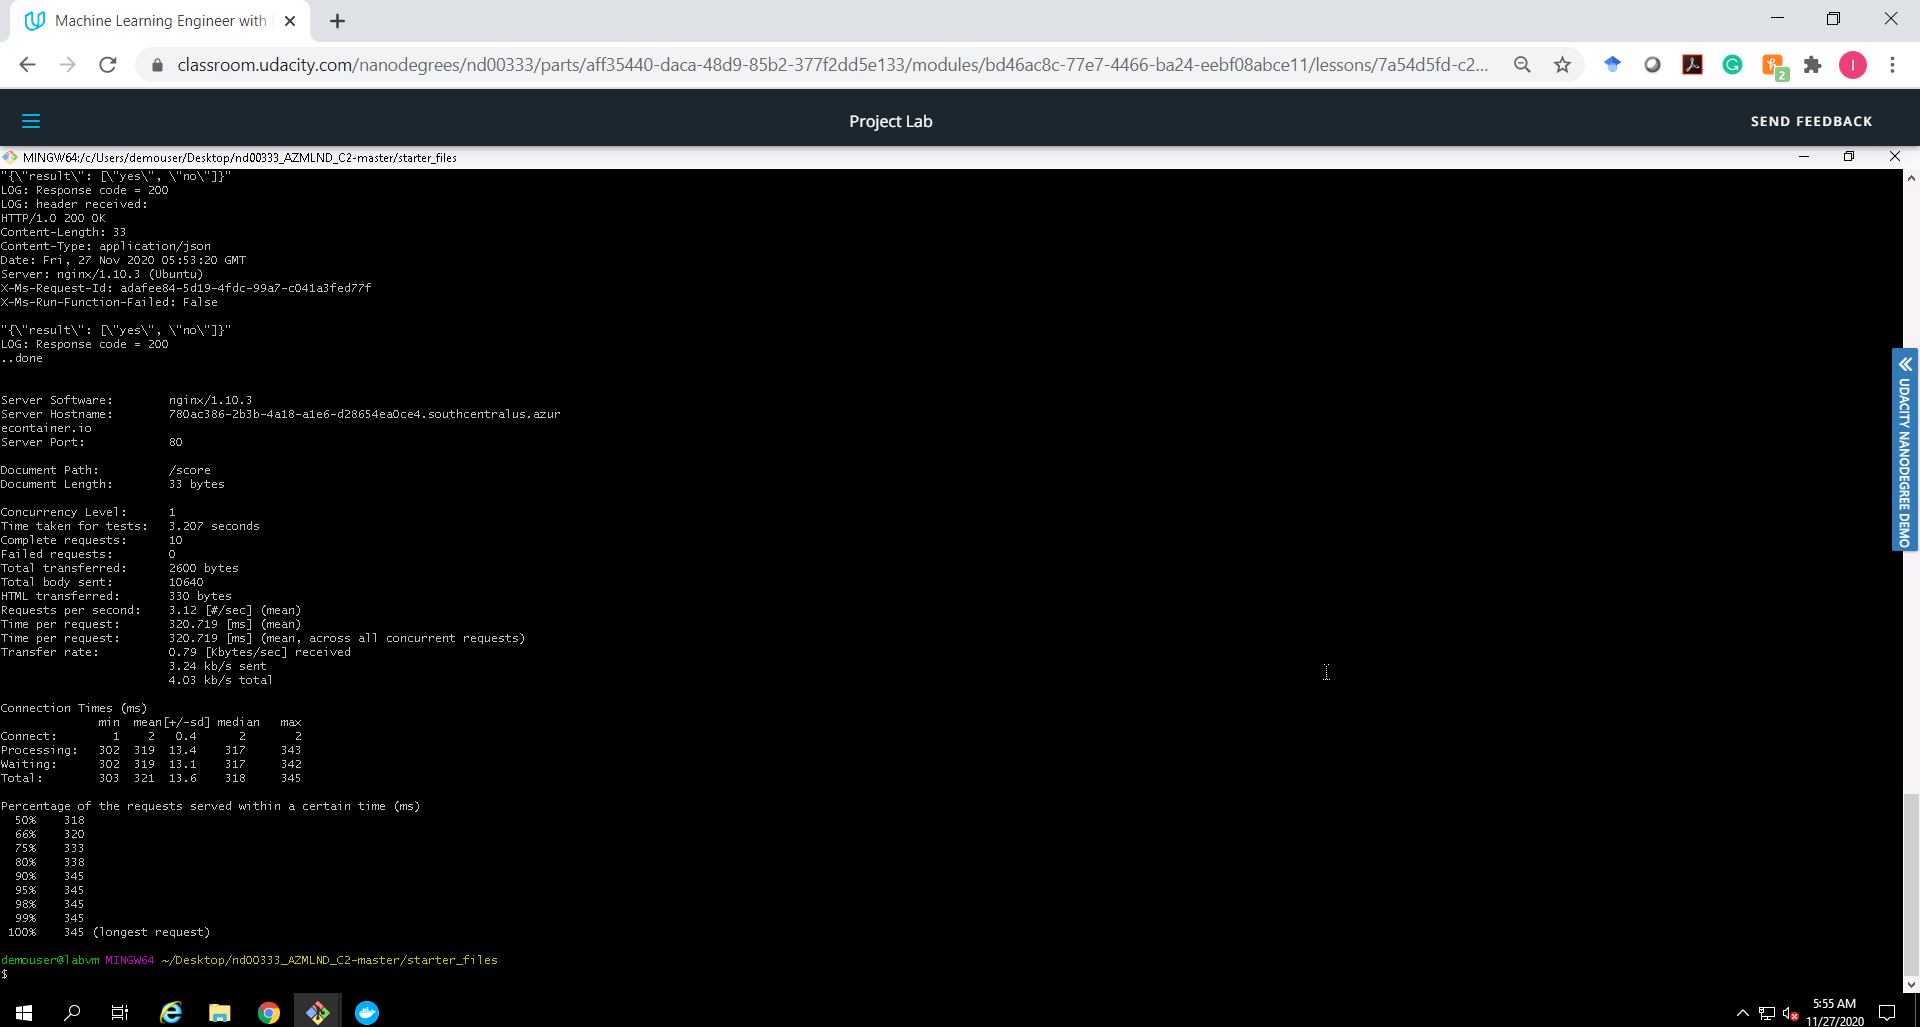 Machine Learning Engineer with
classroom.udacity.com/nanodegrees/nd00333/parts/aff35440-daca-48d9-85b2-377f2dd5e133/modules/bd46ac8c-77e7-4466-ba24-eebf08abce11/lessons/7a54d5fd-c2...
2
I
Project Lab
SEND FEEDBACK
MINGW64:/c/Users/demouser/Desktop/nd00333_AZMLND_C2-master/starter_files
"{\"result\": [\"yes\", \"no\"]}"
LOG: Response code = 200
LOG: header received:
HTTP/1.0 200 OK
Content-Length: 33
Content-Type: application/json
Date: Fri, 27 Nov 2020 05:53:20 GMT
Server: nginx/1.10.3 (Ubuntu)
X-Ms-Request-Id: adafee84-5d19-4fdc-99a7-c041a3fed77f
X-Ms-Run-Function-Failed: False
"{\"result\": [\"yes\", \"no\"]}"
LOG: Response code = 200
..done
Server Software: nginx/1.10.3
Server Hostname: 780ac386-2b3b-4a18-a1e6-d28654ea0ce4.southcentralus.azur
econtainer.io
Server Port: 80
Document Path: /score
Document Length: 33 bytes
Concurrency Level: 1
Time taken for tests: 3.207 seconds
Complete requests: 10
Failed requests: 0
Total transferred: 2600 bytes
Total body sent: 10640
HTML transferred: 330 bytes
Requests per second: 3.12 [#/sec] (mean)
Time per request: 320.719 [ms] (mean)
Time per request: 320.719 [ms] (mean, across all concurrent requests)
Transfer rate: 0.79 [Kbytes/sec] received
3.24 kb/s sent
4.03 kb/s total
Connection Times (ms)
min mean[+/-sd] median max
Connect: 1 2 0.4 2 2
Processing: 302 319 13.4 317 343
Waiting: 302 319 13.1 317 342
Total: 303 321 13.6 318 345
Percentage of the requests served within a certain time (ms)
50% 318
66% 320
75% 333
80% 338
90% 345
95% 345
98% 345
99% 345
100% 345 (longest request)
demouser@labvm MINGW64 ~/Desktop/nd00333_AZMLND_C2-master/starter_files
$
UDACITY NANODEGREE DEMO
5:55 AM
11/27/2020